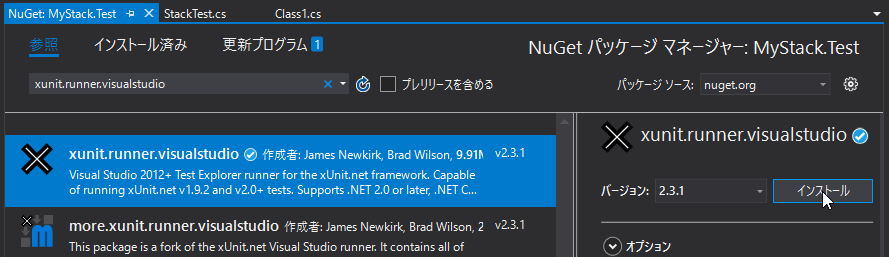 NuGet: MyStack.Test StackTest.cs Class1.cs
参照 インストール済み 更新プログラム 1
NuGet パッケージ マネージャー: MyStack.Test
xunit.runner.visualstudio
プレリリースを含める
パッケージ ソース: nuget.org
xunit.runner.visualstudio 作成者: James Newkirk, Brad Wilson, 9.91M v2.3.1
Visual Studio 2012+ Test Explorer runner for the xUnit.net framework. Capable
of running xUnit.net v1.9.2 and v2.0+ tests. Supports .NET 2.0 or later, .NET C...
more.xunit.runner.visualstudio 作成者: James Newkirk, Brad Wilson, 2 v2.3.1
This package is a fork of the xUnit.net Visual Studio runner. It contains all of
xunit.runner.visualstudio
バージョン: 2.3.1 インストール
オプション